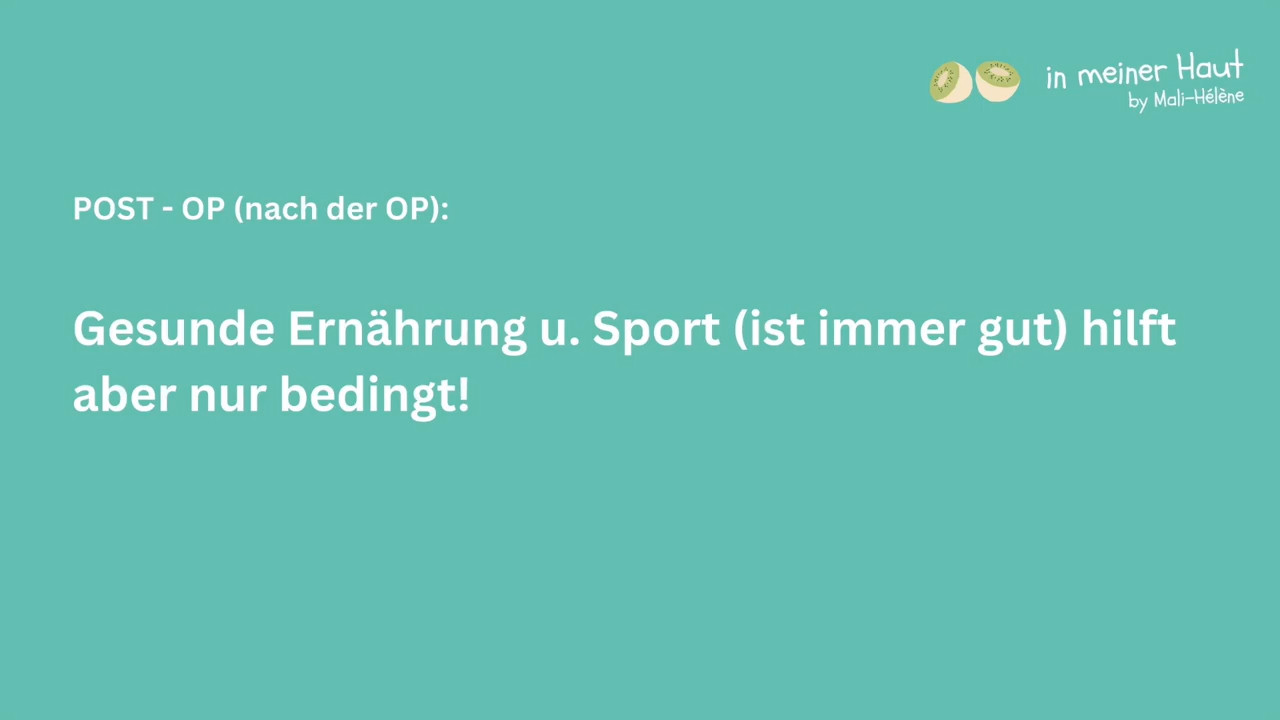 in meiner Haut
by Mali-Hélène
POST - OP (nach der OP):
Gesunde Ernährung u. Sport (ist immer gut) hilft
aber nur bedingt!